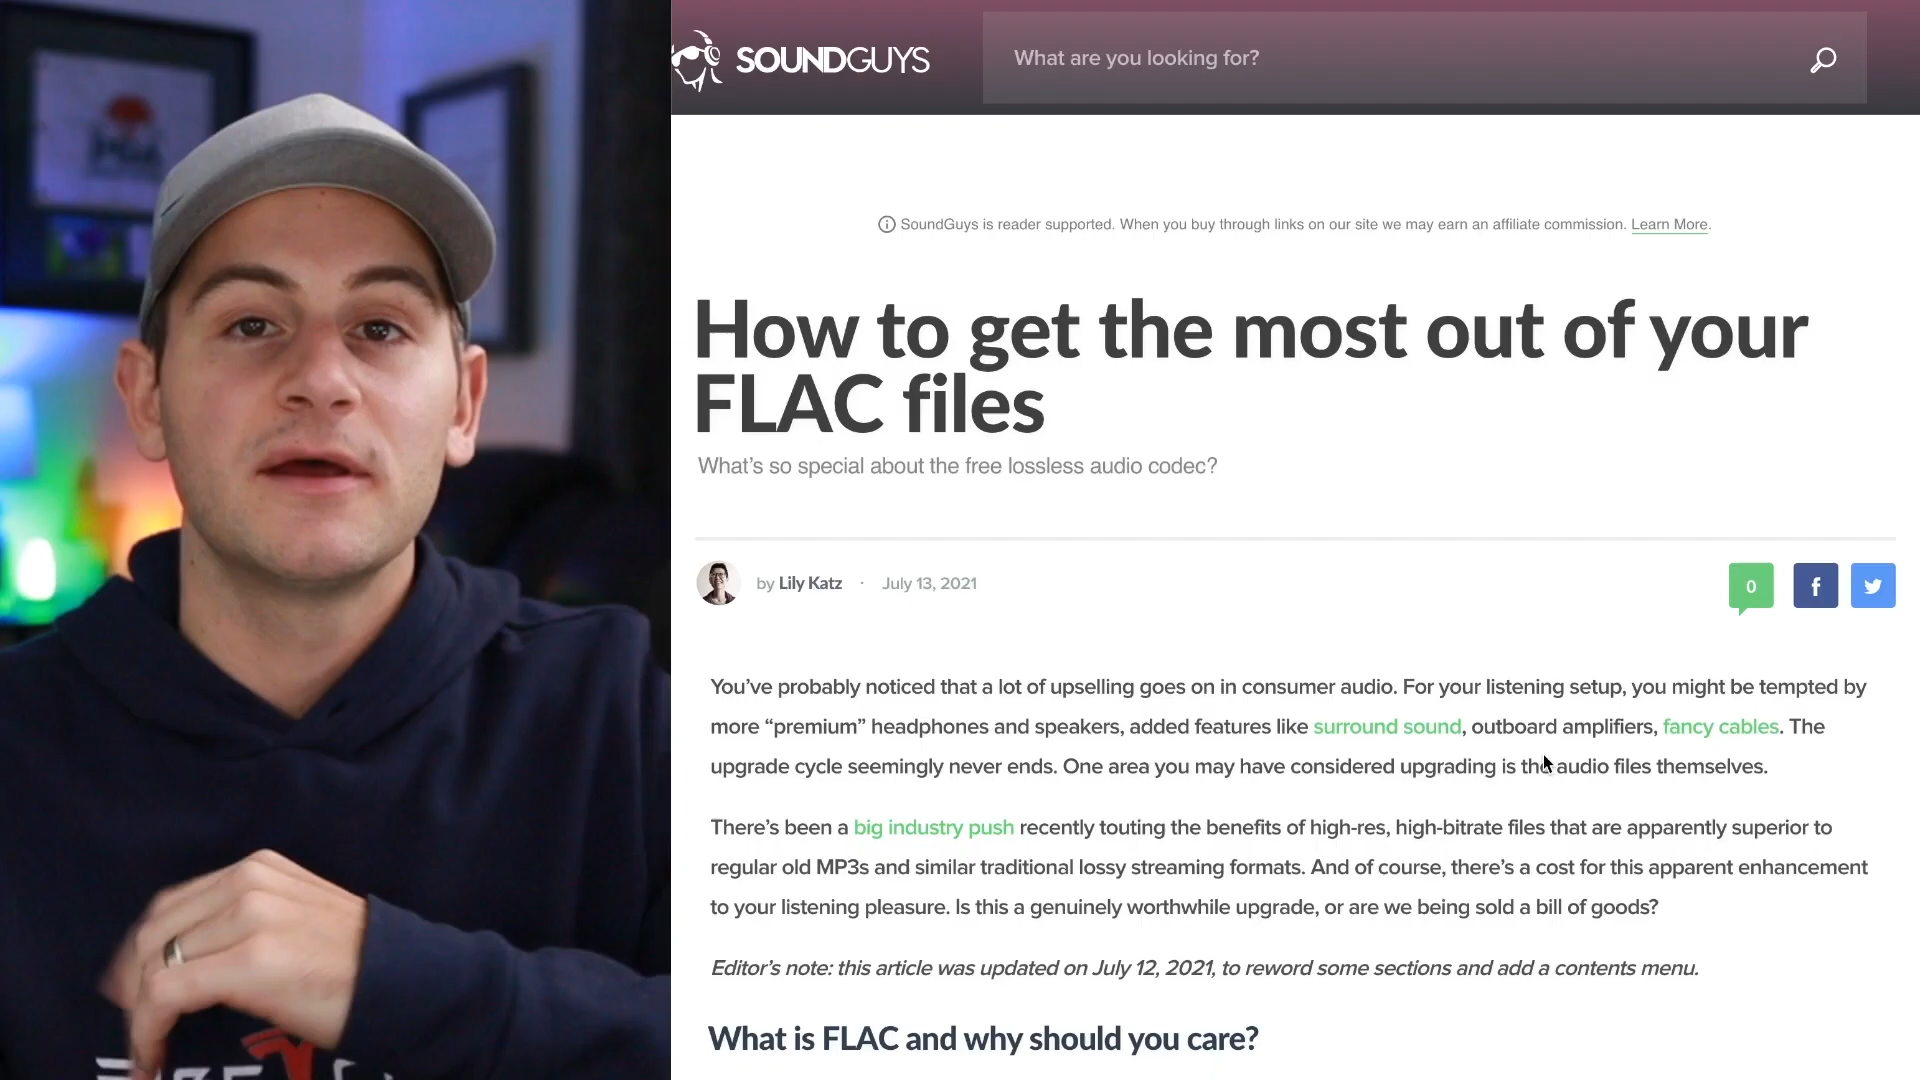 SOUNDGUYS
What are you looking for?
SoundGuys is reader supported. When you buy through links on our site we may earn an affiliate commission. Learn More.
How to get the most out of your
FLAC files
What's so special about the free lossless audio codec?
by Lily Katz · July 13, 2021
0
You've probably noticed that a lot of upselling goes on in consumer audio. For your listening setup, you might be tempted by
more “premium” headphones and speakers, added features like surround sound, outboard amplifiers, fancy cables. The
upgrade cycle seemingly never ends. One area you may have considered upgrading is the audio files themselves.
There's been a big industry push recently touting the benefits of high-res, high-bitrate files that are apparently superior to
regular old MP3s and similar traditional lossy streaming formats. And of course, there's a cost for this apparent enhancement
to your listening pleasure. Is this a genuinely worthwhile upgrade, or are we being sold a bill of goods?
Editor's note: this article was updated on July 12, 2021, to reword some sections and add a contents menu.
What is FLAC and why should you care?